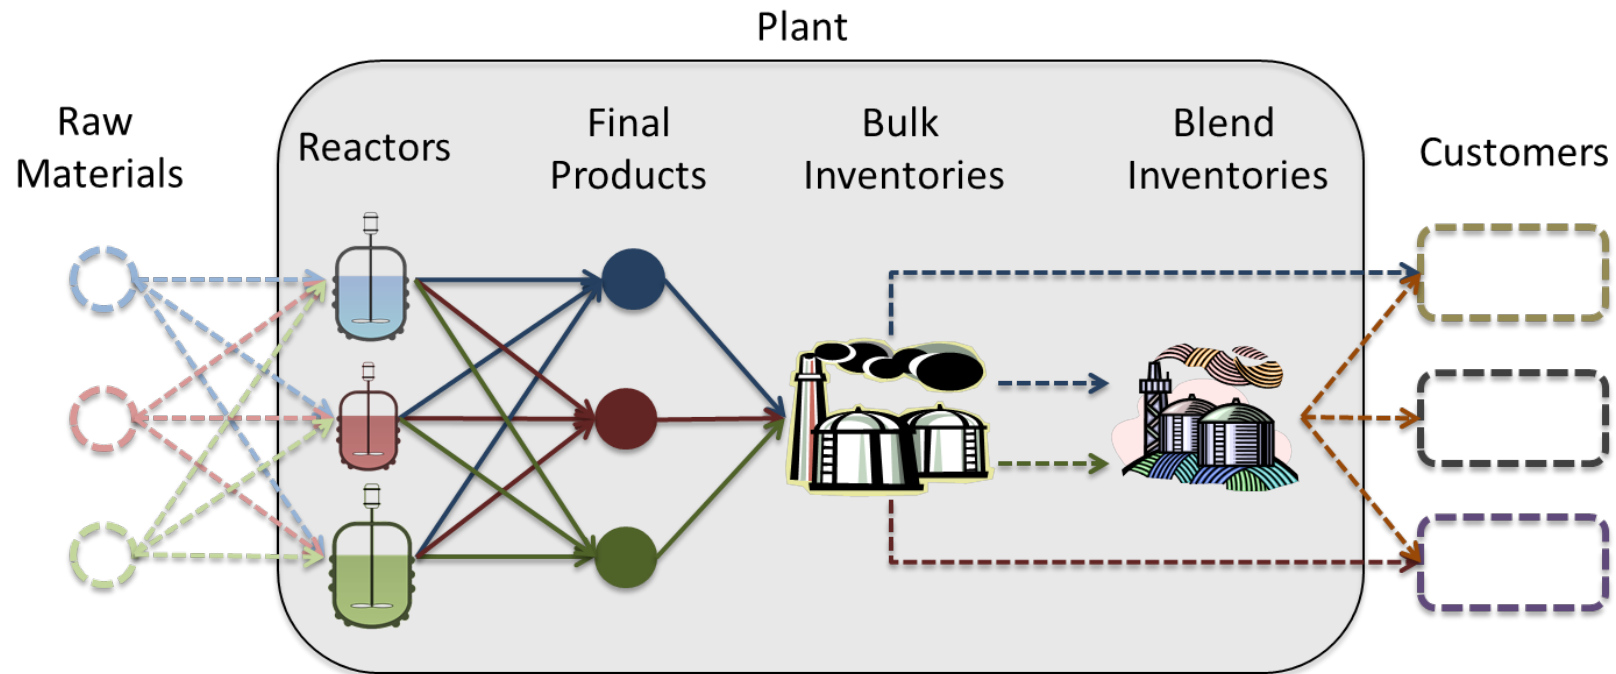 Plant
Raw
Materials
Reactors
Final
Products
Bulk
Inventories
Blend
Inventories
Customers